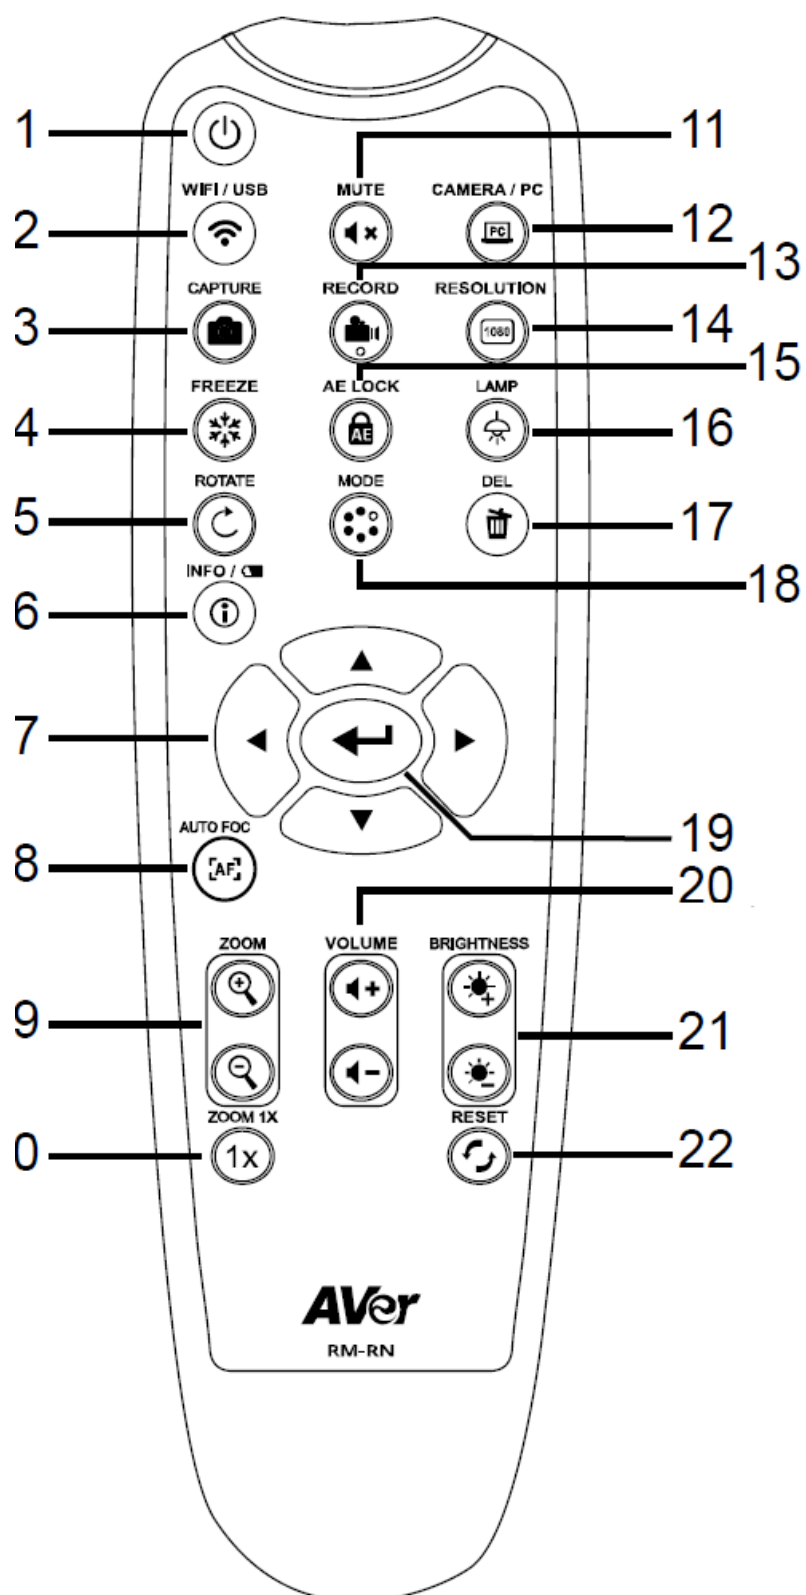 1
11
WIFI / USB MUTE CAMERA / PC
2 PC 12
13
CAPTURE RECORD RESOLUTION
3 1080 14
15
FREEZE AE LOCK LAMP
4 AE 16
ROTATE MODE DEL
5 17
18
INFO /
6 i
7
19
AUTO FOC
8 AF
20
ZOOM VOLUME BRIGHTNESS
9 21
ZOOM 1X RESET
0 1x 22
AVer
RM-RN